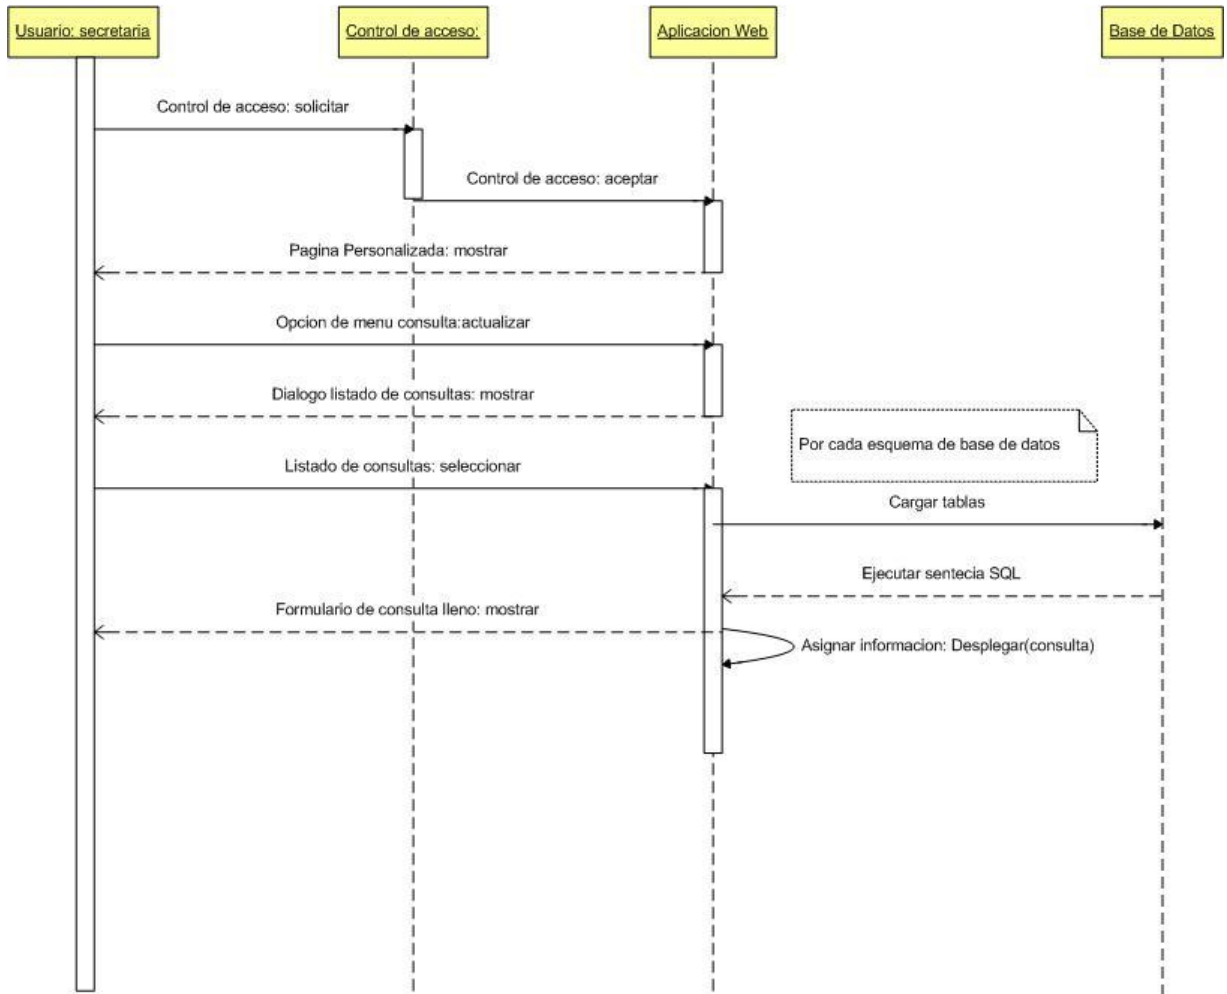 Usuario: secretaria
Control de acceso:
Aplicacion Web
Base de Datos
Control de acceso: solicitar
Control de acceso: aceptar
Pagina Personalizada: mostrar
Opcion de menu consulta:actualizar
Dialogo listado de consultas: mostrar
Por cada esquema de base de datos
Listado de consultas: seleccionar
Cargar tablas
Ejecutar sentecia SQL
Formulario de consulta lleno: mostrar
Asignar informacion: Desplegar(consulta)